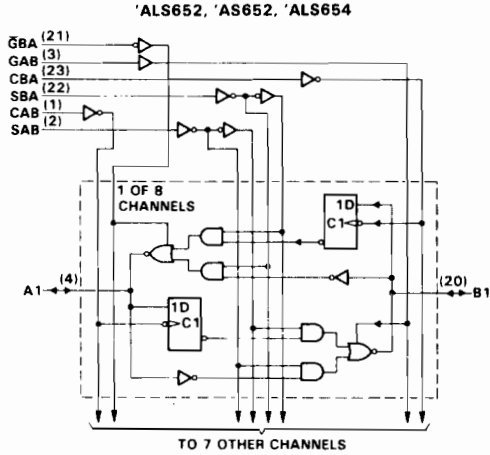 'ALS652, 'AS652, 'ALS654
G̅BA (21)
GAB (3)
CBA (23)
SBA (22)
CAB (1)
SAB (2)
1 OF 8
CHANNELS
1D
C1
A1 (4)
(20) B1
1D
C1
TO 7 OTHER CHANNELS